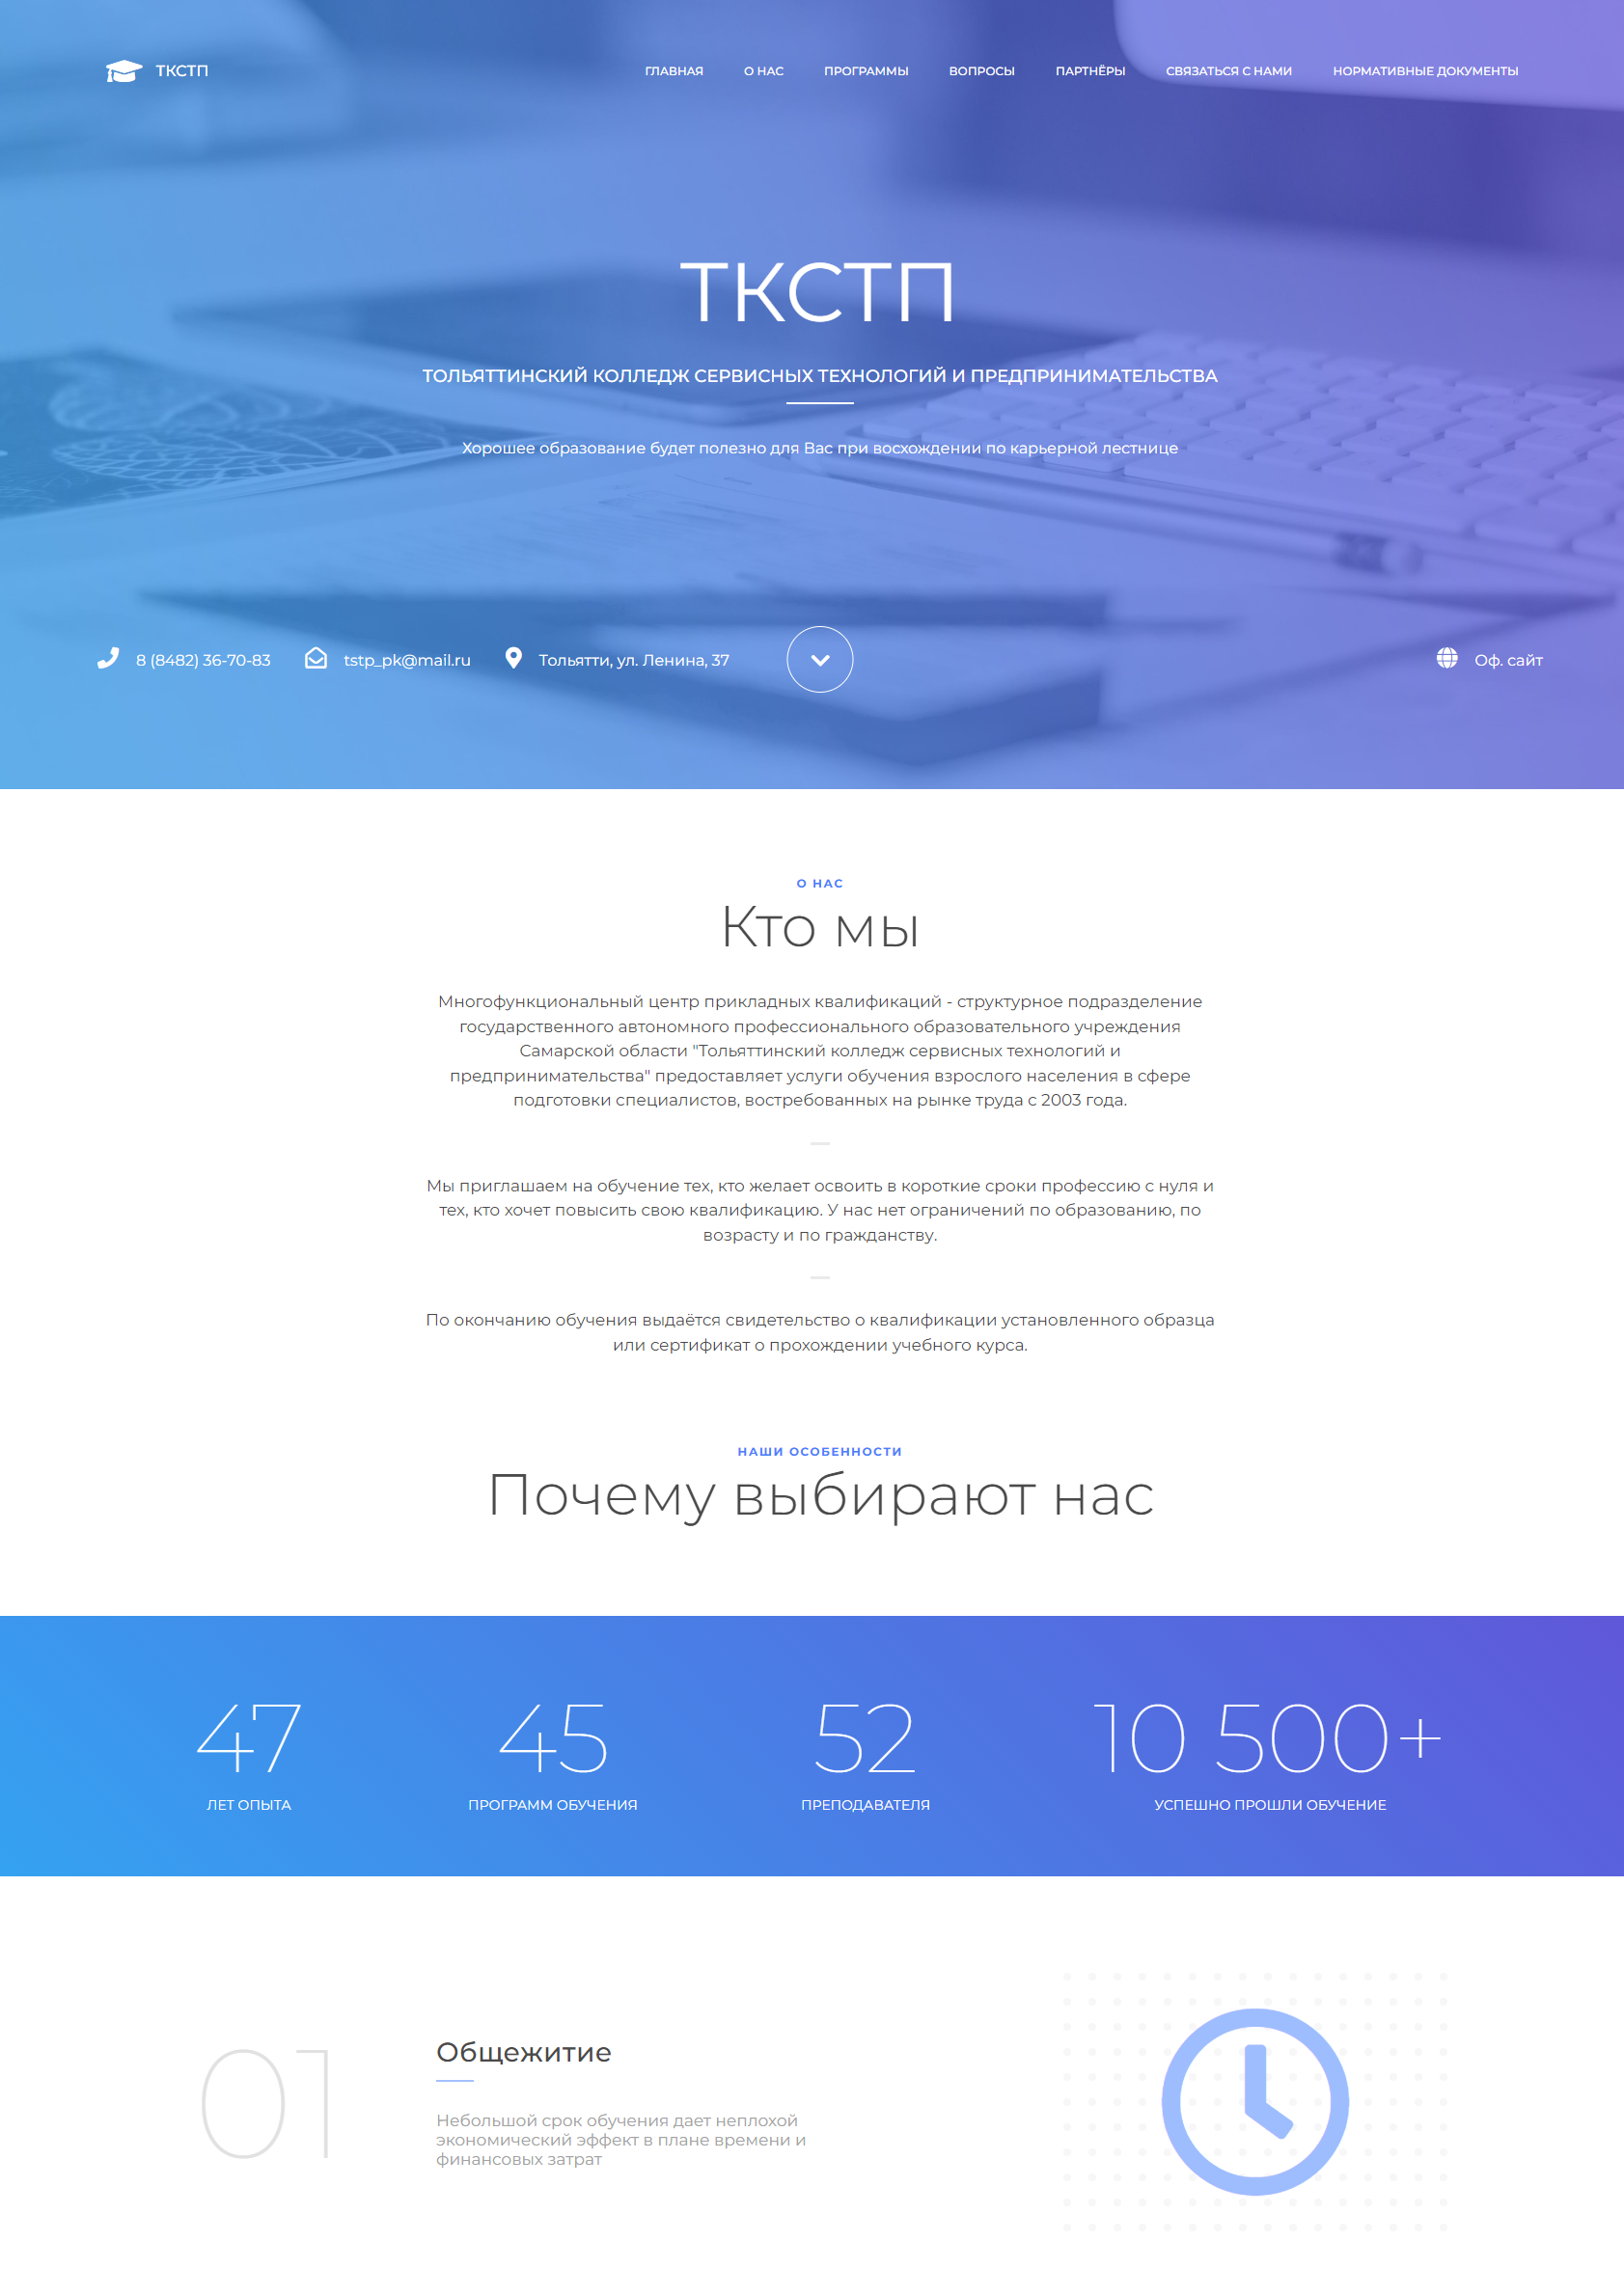 ТКСТП
ГЛАВНАЯ
О НАС
ПРОГРАММЫ
ВОПРОСЫ
ПАРТНЁРЫ
СВЯЗАТЬСЯ С НАМИ
НОРМАТИВНЫЕ ДОКУМЕНТЫ
ТКСТП
ТОЛЬЯТТИНСКИЙ КОЛЛЕДЖ СЕРВИСНЫХ ТЕХНОЛОГИЙ И ПРЕДПРИНИМАТЕЛЬСТВА
Хорошее образование будет полезно для Вас при восхождении по карьерной лестнице
8 (8482) 36-70-83
tstp_pk@mail.ru
Тольятти, ул. Ленина, 37
Оф. сайт
О НАС
Кто мы
Многофункциональный центр прикладных квалификаций - структурное подразделение
государственного автономного профессионального образовательного учреждения
Самарской области "Тольяттинский колледж сервисных технологий и
предпринимательства" предоставляет услуги обучения взрослого населения в сфере
подготовки специалистов, востребованных на рынке труда с 2003 года.
Мы приглашаем на обучение тех, кто желает освоить в короткие сроки профессию с нуля и
тех, кто хочет повысить свою квалификацию. У нас нет ограничений по образованию, по
возрасту и по гражданству.
По окончанию обучения выдаётся свидетельство о квалификации установленного образца
или сертификат о прохождении учебного курса.
НАШИ ОСОБЕННОСТИ
Почему выбирают нас
47
ЛЕТ ОПЫТА
45
ПРОГРАММ ОБУЧЕНИЯ
52
ПРЕПОДАВАТЕЛЯ
10 500+
УСПЕШНО ПРОШЛИ ОБУЧЕНИЕ
01
Общежитие
Небольшой срок обучения дает неплохой
экономический эффект в плане времени и
финансовых затрат